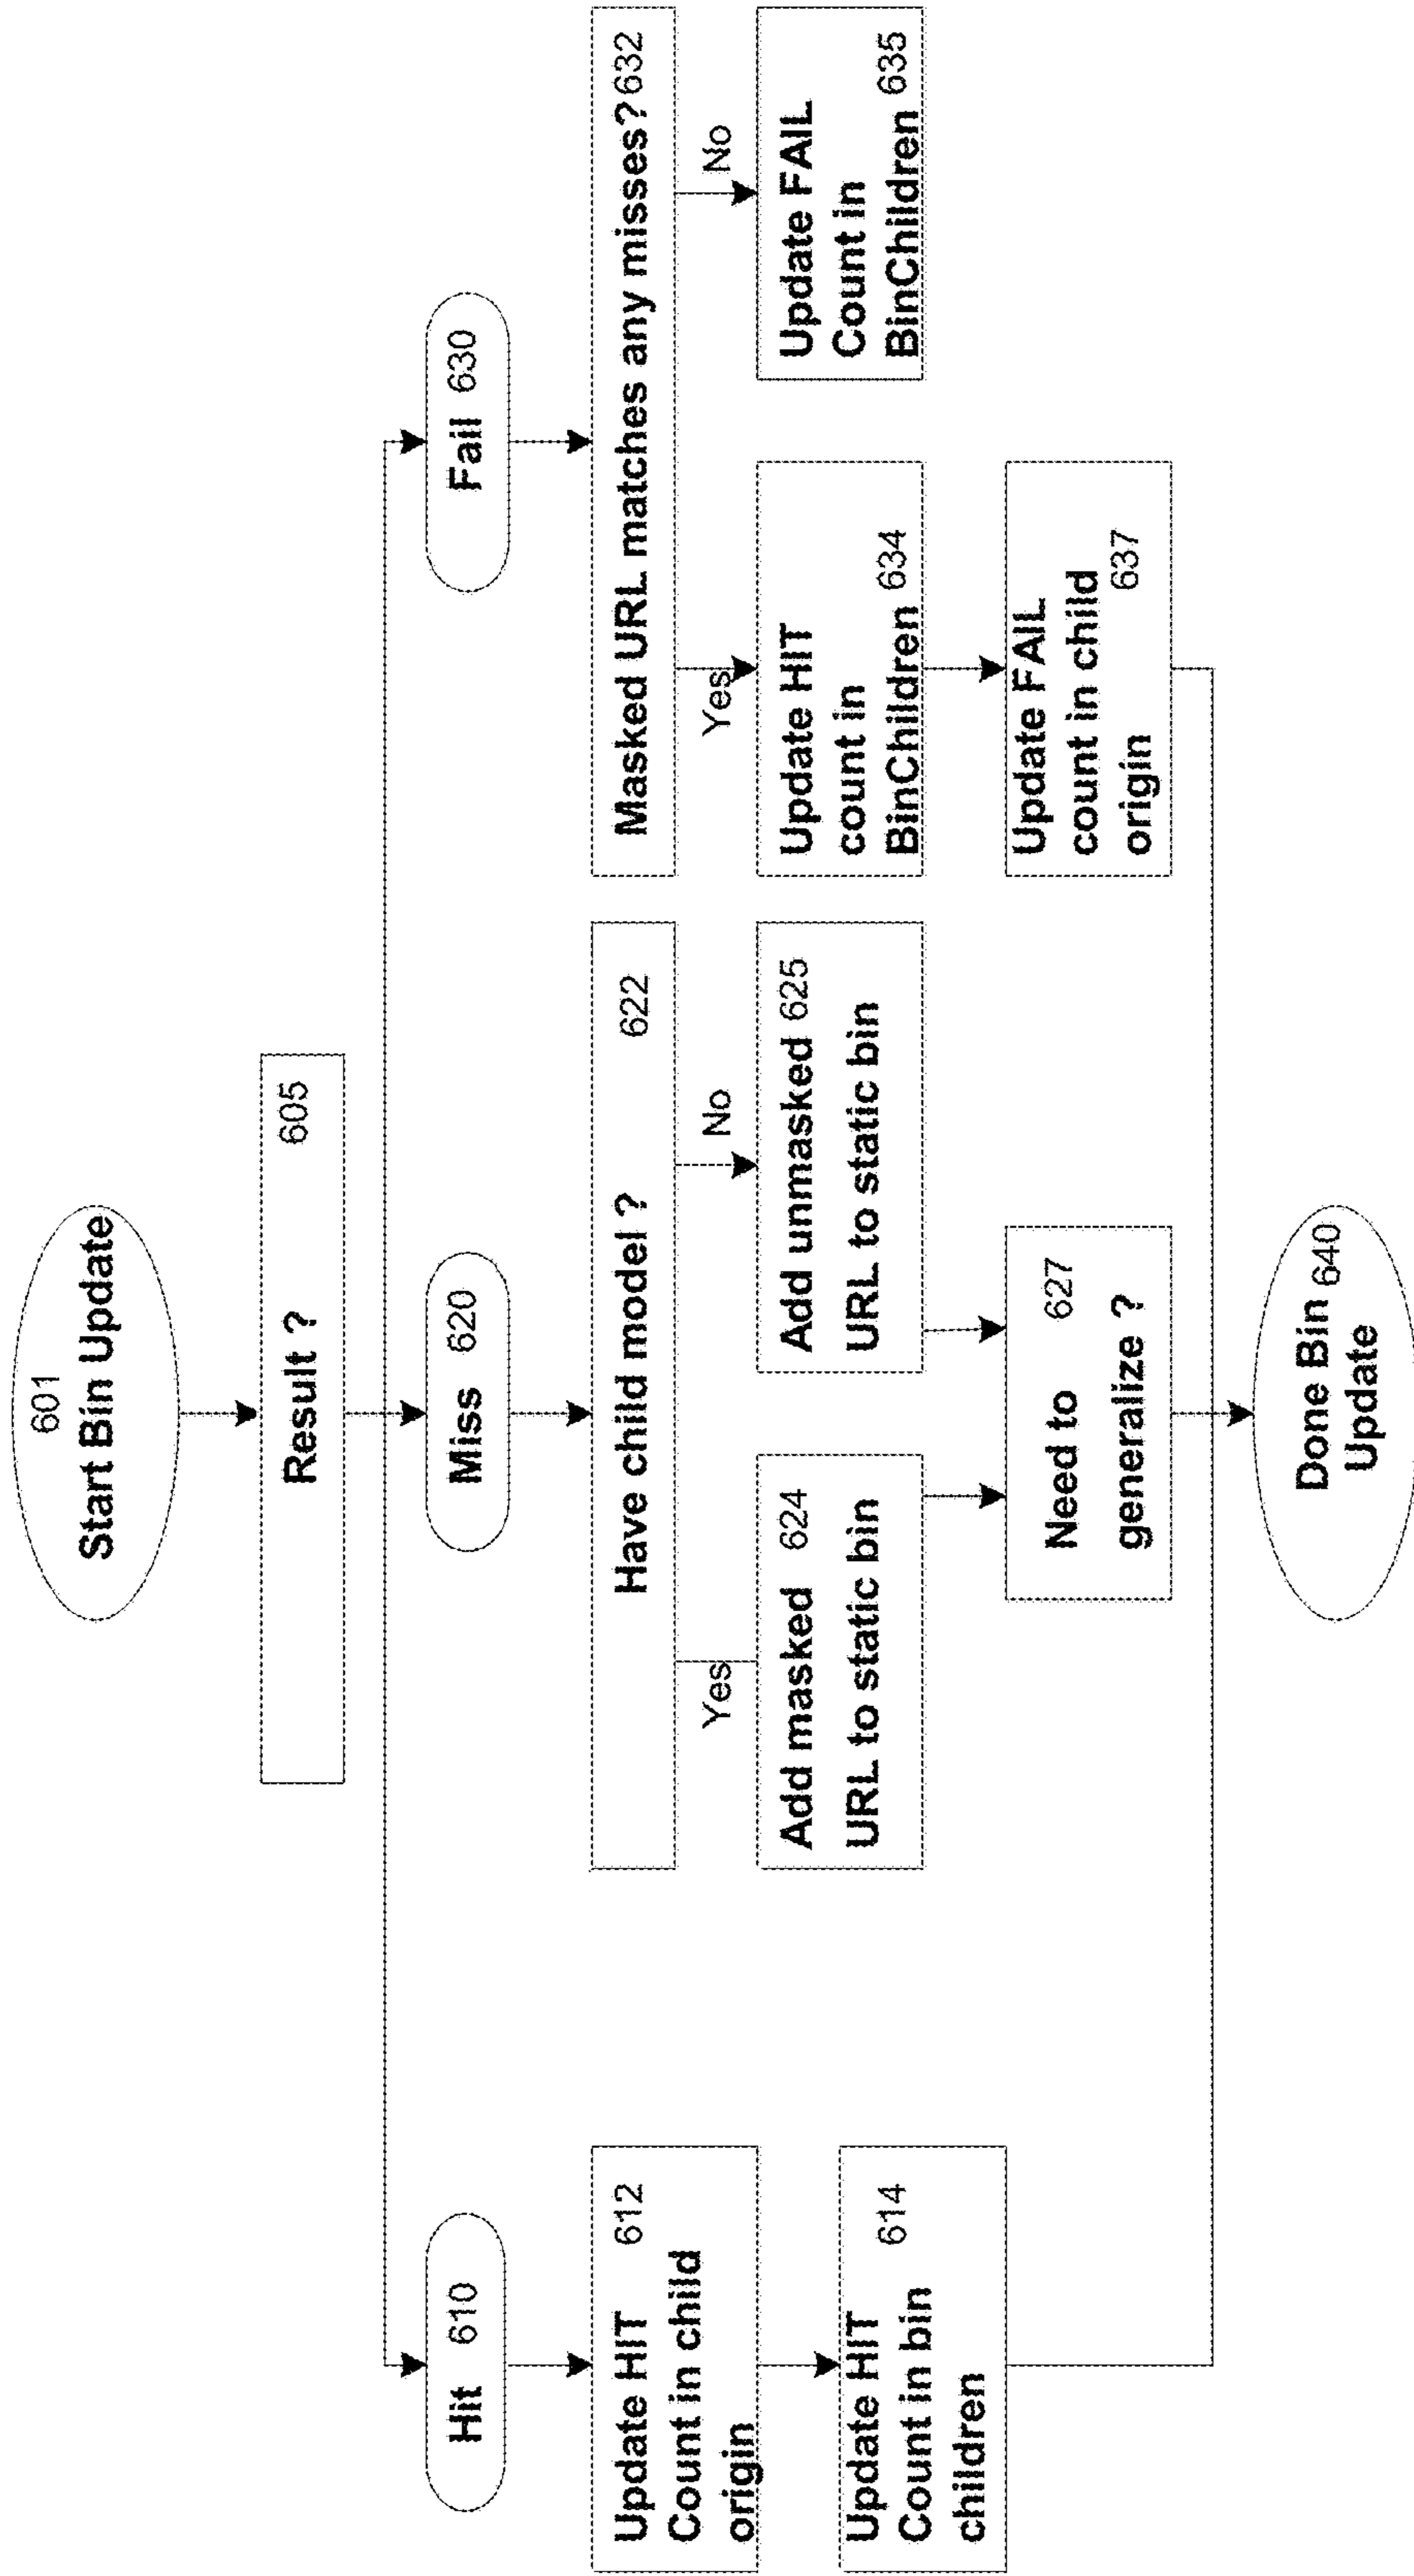 601
Start Bin Update
Result ? 605
Hit 610
Update HIT 612
Count in child
origin
Update HIT 614
Count in bin
children
Miss 620
Have child model ? 622
Yes
No
Add masked 624
URL to static bin
Add unmasked 625
URL to static bin
Need to 627
generalize ?
Fail 630
Masked URL matches any misses? 632
Yes
No
Update HIT
count in
BinChildren 634
Update FAIL
Count in
BinChildren 635
Update FAIL
count in child
origin 637
Done Bin 640
Update